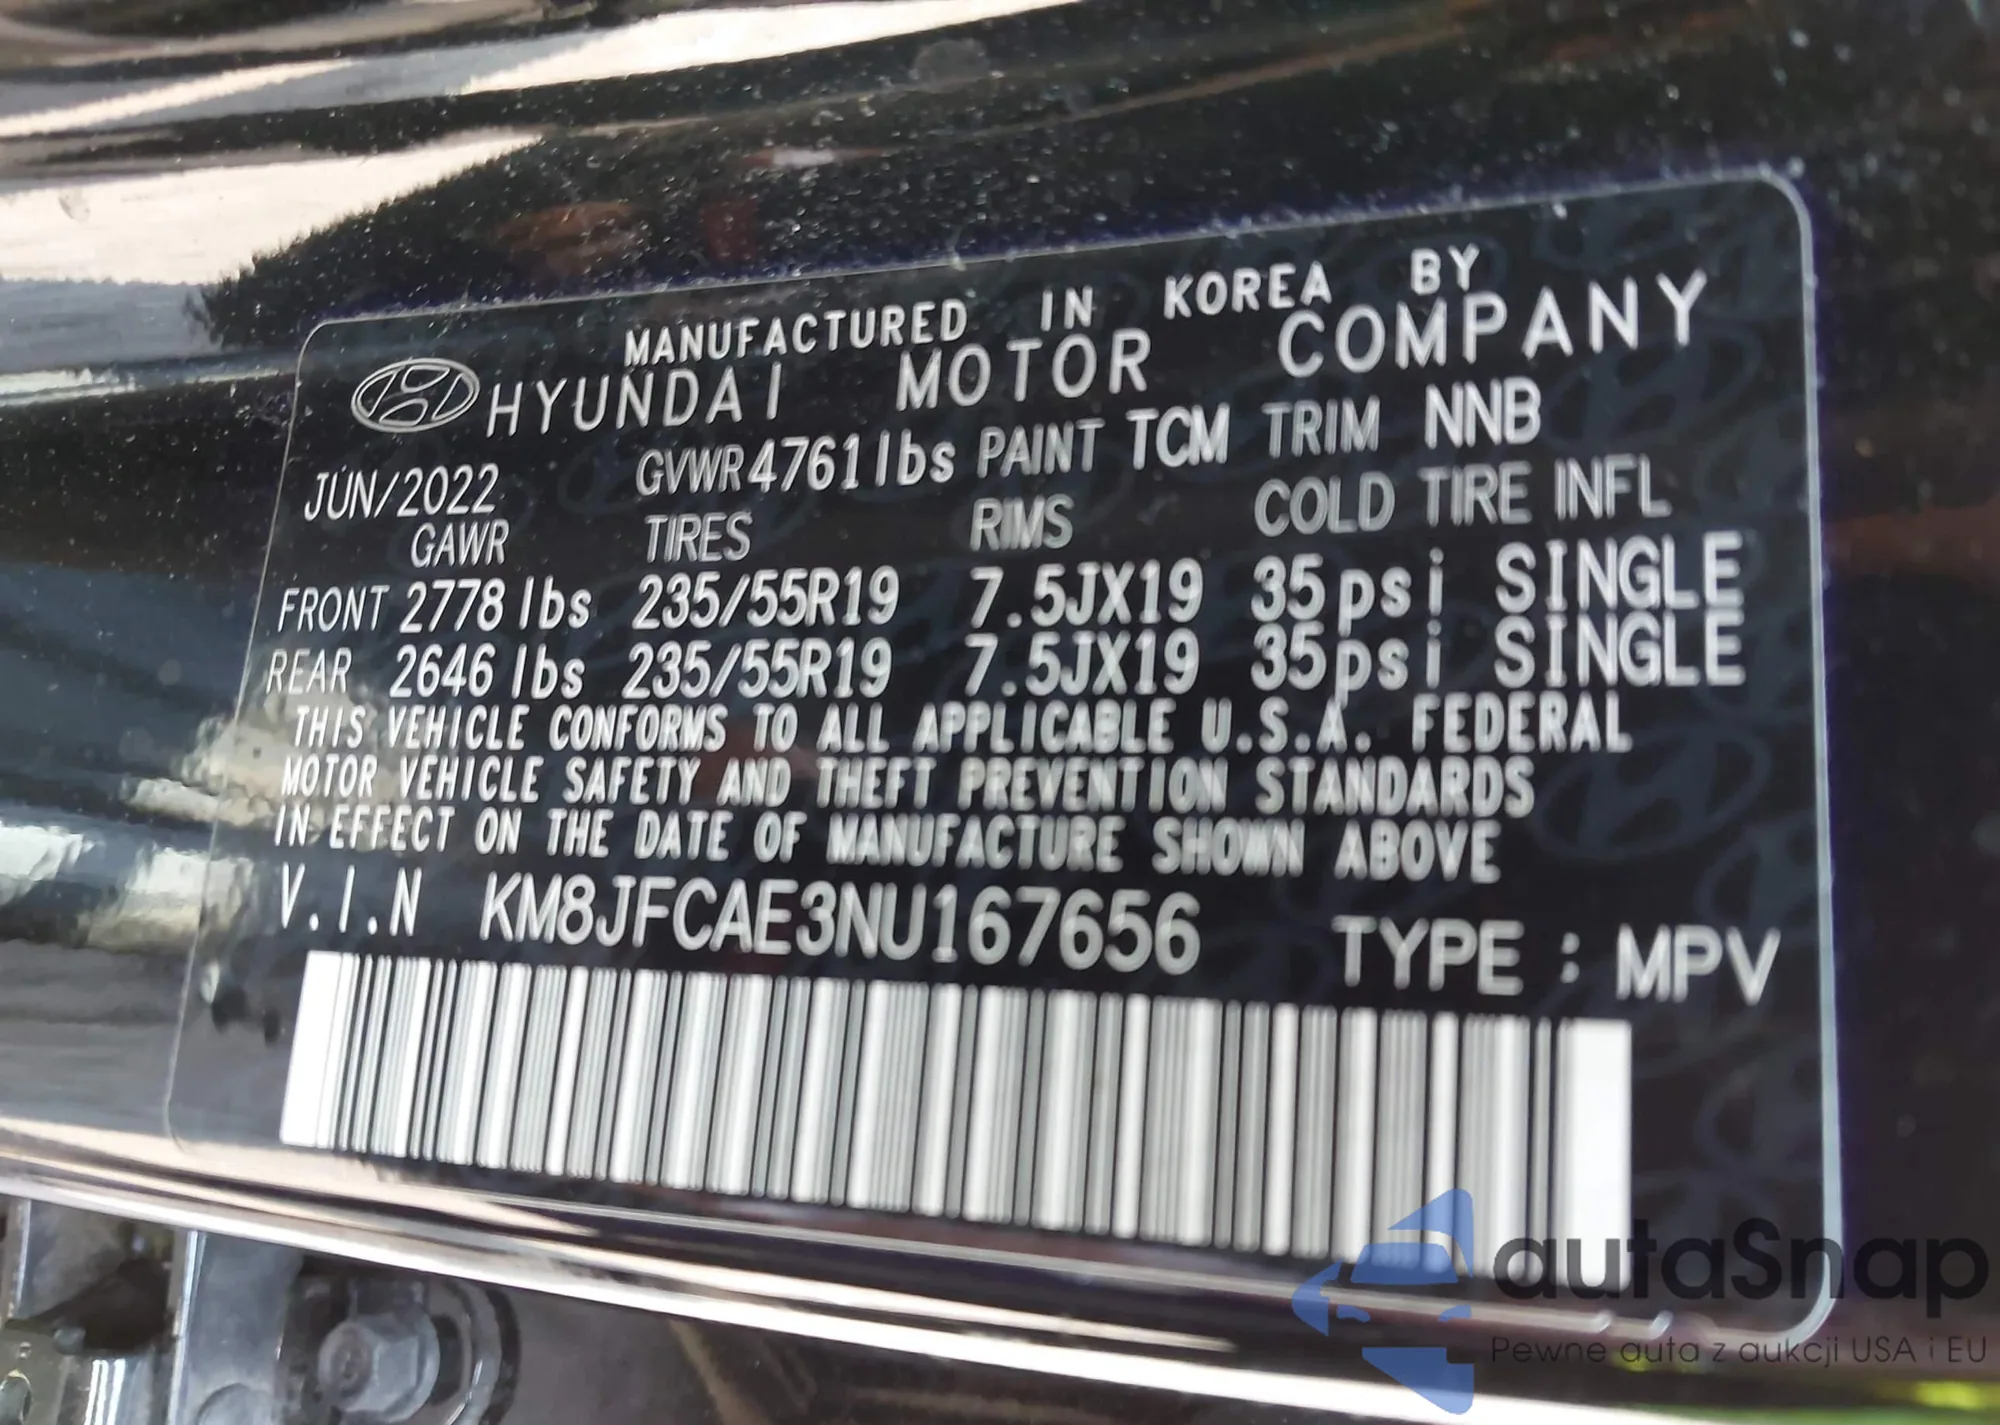 MANUFACTURED IN KOREA BY
HYUNDAI MOTOR COMPANY
JUN/2022 GVWR 4761 lbs PAINT TCM TRIM NNB
GAWR TIRES RIMS COLD TIRE INFL
FRONT 2778 lbs 235/55R19 7.5JX19 35psi SINGLE
REAR 2646 lbs 235/55R19 7.5JX19 35psi SINGLE
THIS VEHICLE CONFORMS TO ALL APPLICABLE U.S.A. FEDERAL
MOTOR VEHICLE SAFETY AND THEFT PREVENTION STANDARDS
IN EFFECT ON THE DATE OF MANUFACTURE SHOWN ABOVE
V.I.N KM8JFCAE3NU167656 TYPE : MPV
autaSnap
Pewne auta z aukcji USA i EU